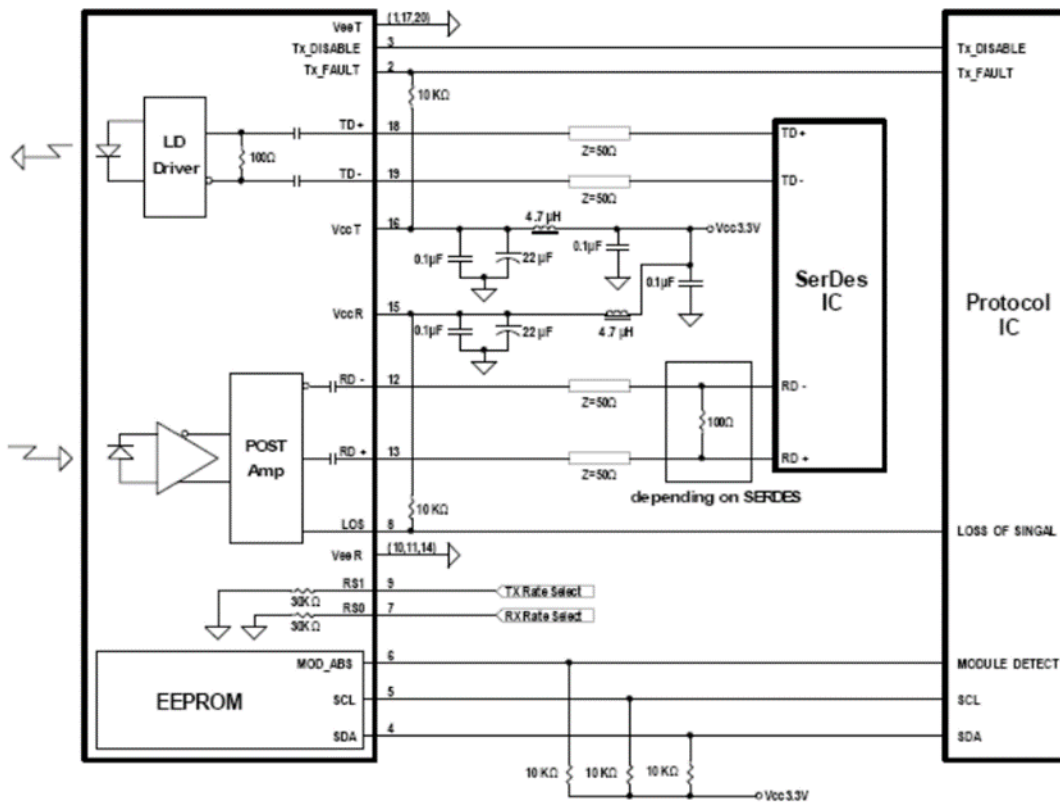 VeeT (1,17,20)
Tx_DISABLE 3 Tx_DISABLE
Tx_FAULT 2 Tx_FAULT
10 KΩ
TD+ 18 TD+
LD Driver
100Ω
Z=50Ω
TD- 19 TD-
Z=50Ω
VccT 16
4.7 µH
Vcc3.3V
0.1µF
22 µF
0.1µF
0.1µF
SerDes
IC
Protocol
IC
VccR 15
0.1µF
22 µF
4.7 µH
RD - 12 RD -
Z=50Ω
100Ω
POST
Amp
RD + 13 RD +
Z=50Ω
depending on SERDES
10 KΩ
LOS 8 LOSS OF SINGAL
VeeR (10,11,14)
RS1 9 TX Rate Select
30KΩ
RS0 7 RX Rate Select
30KΩ
MOD_ABS 6 MODULE DETECT
EEPROM
SCL 5 SCL
SDA 4 SDA
10 KΩ 10 KΩ 10 KΩ
Vcc3.3V